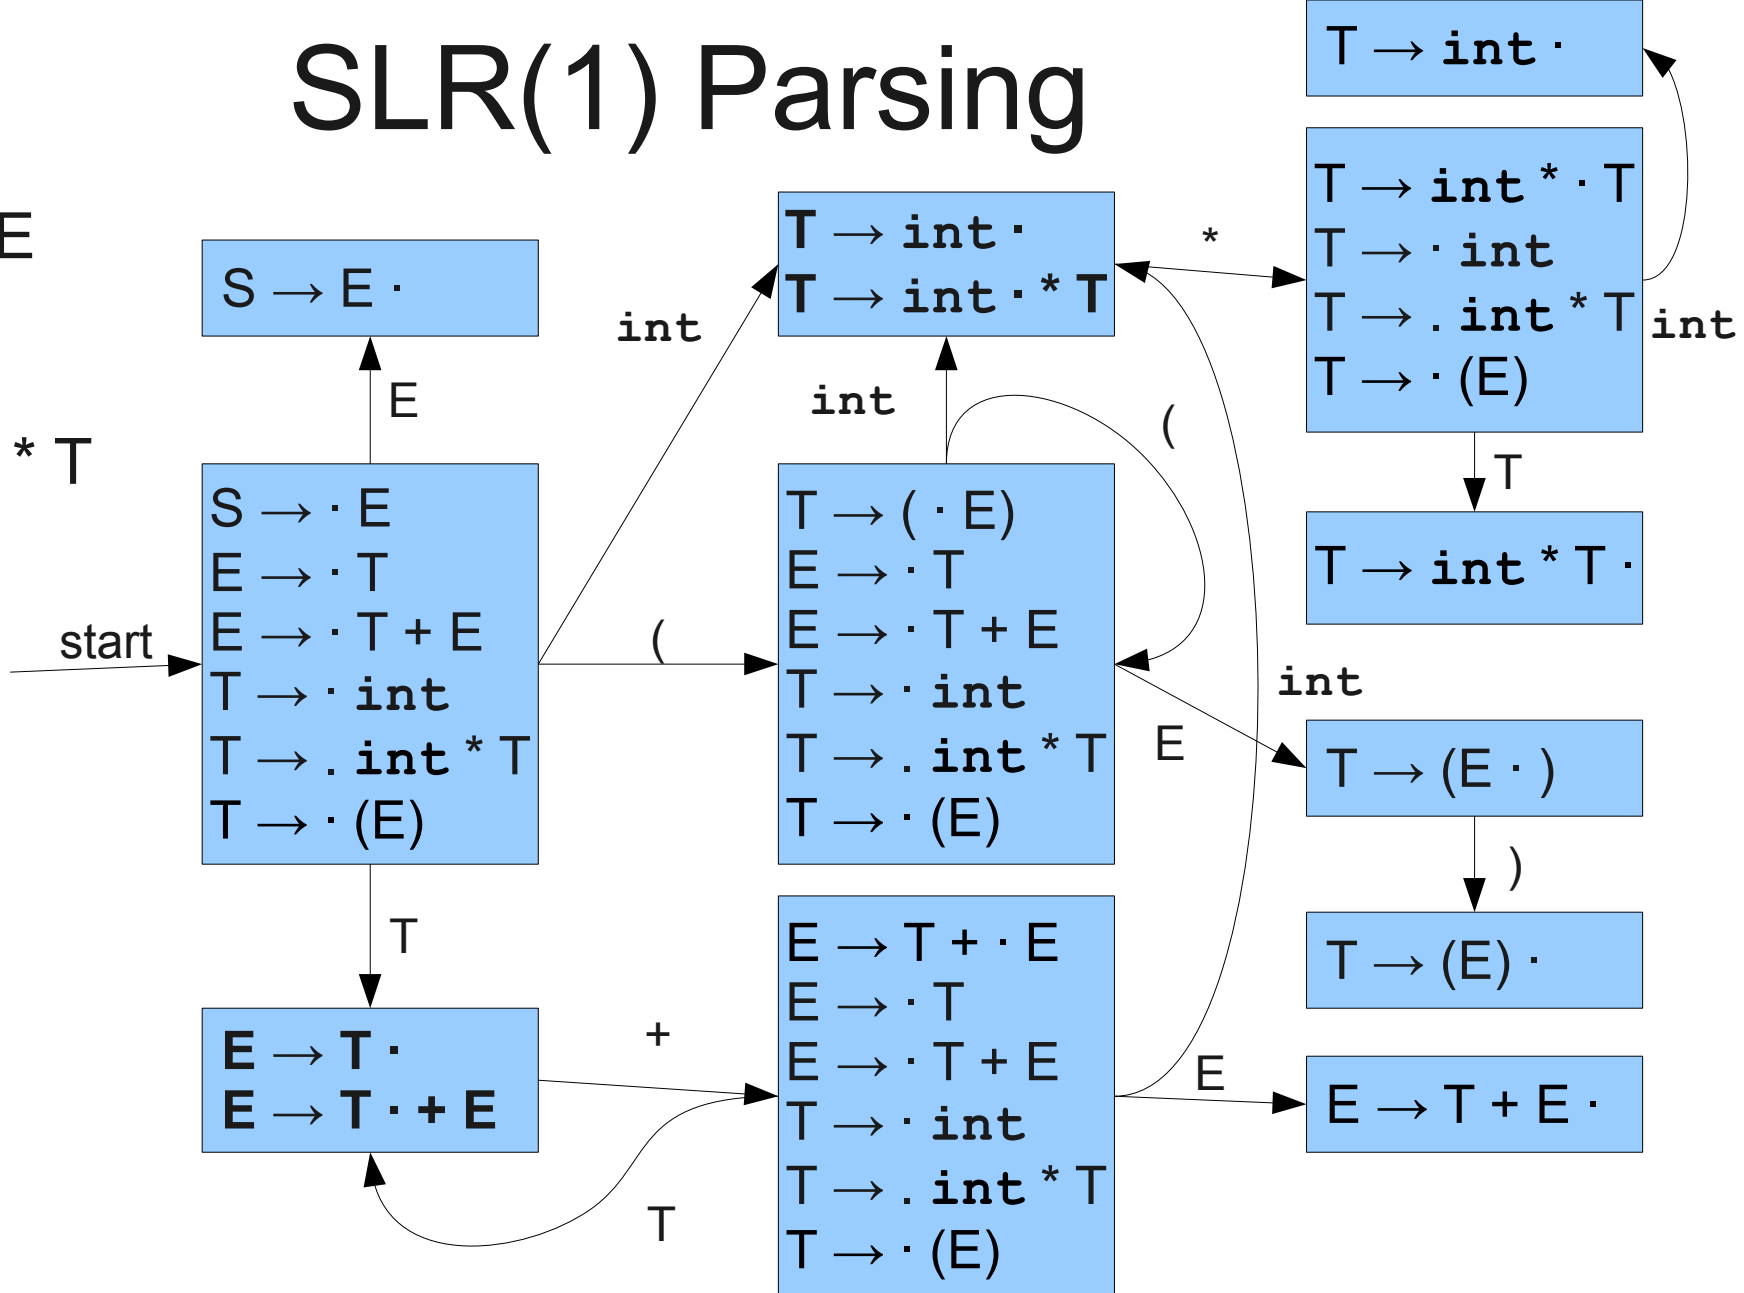 SLR(1) Parsing
E
* T
S → E ·
E
S → · E
E → · T
E → · T + E
T → · int
T → . int * T
T → · (E)
start
T
E → T ·
E → T · + E
+
T
int
(
T → int ·
T → int · * T
int
(
T → ( · E)
E → · T
E → · T + E
T → · int
T → . int * T
T → · (E)
E → T + · E
E → · T
E → · T + E
T → · int
T → . int * T
T → · (E)
*
int
E
E
T → int ·
T → int * · T
T → · int
T → . int * T
T → · (E)
int
T
T → int * T ·
T → (E · )
)
T → (E) ·
E → T + E ·